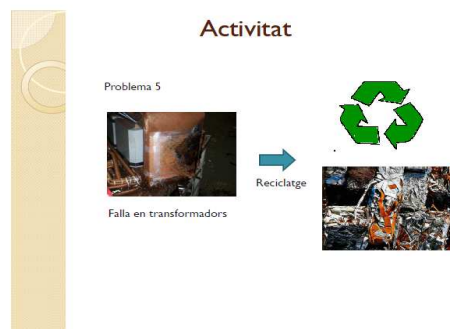 Activitat
Problema 5
Reciclatge
Falla en transformadors